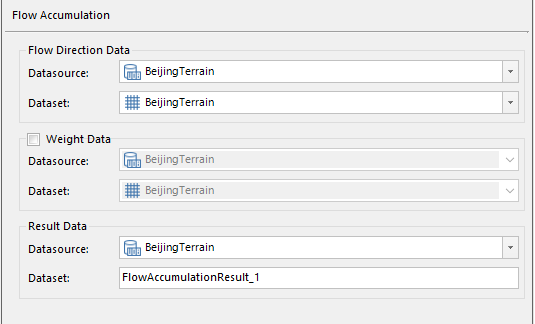 Flow Accumulation
Flow Direction Data
Datasource: BeijingTerrain
Dataset: BeijingTerrain
Weight Data
Datasource: BeijingTerrain
Dataset: BeijingTerrain
Result Data
Datasource: BeijingTerrain
Dataset: FlowAccumulationResult_1